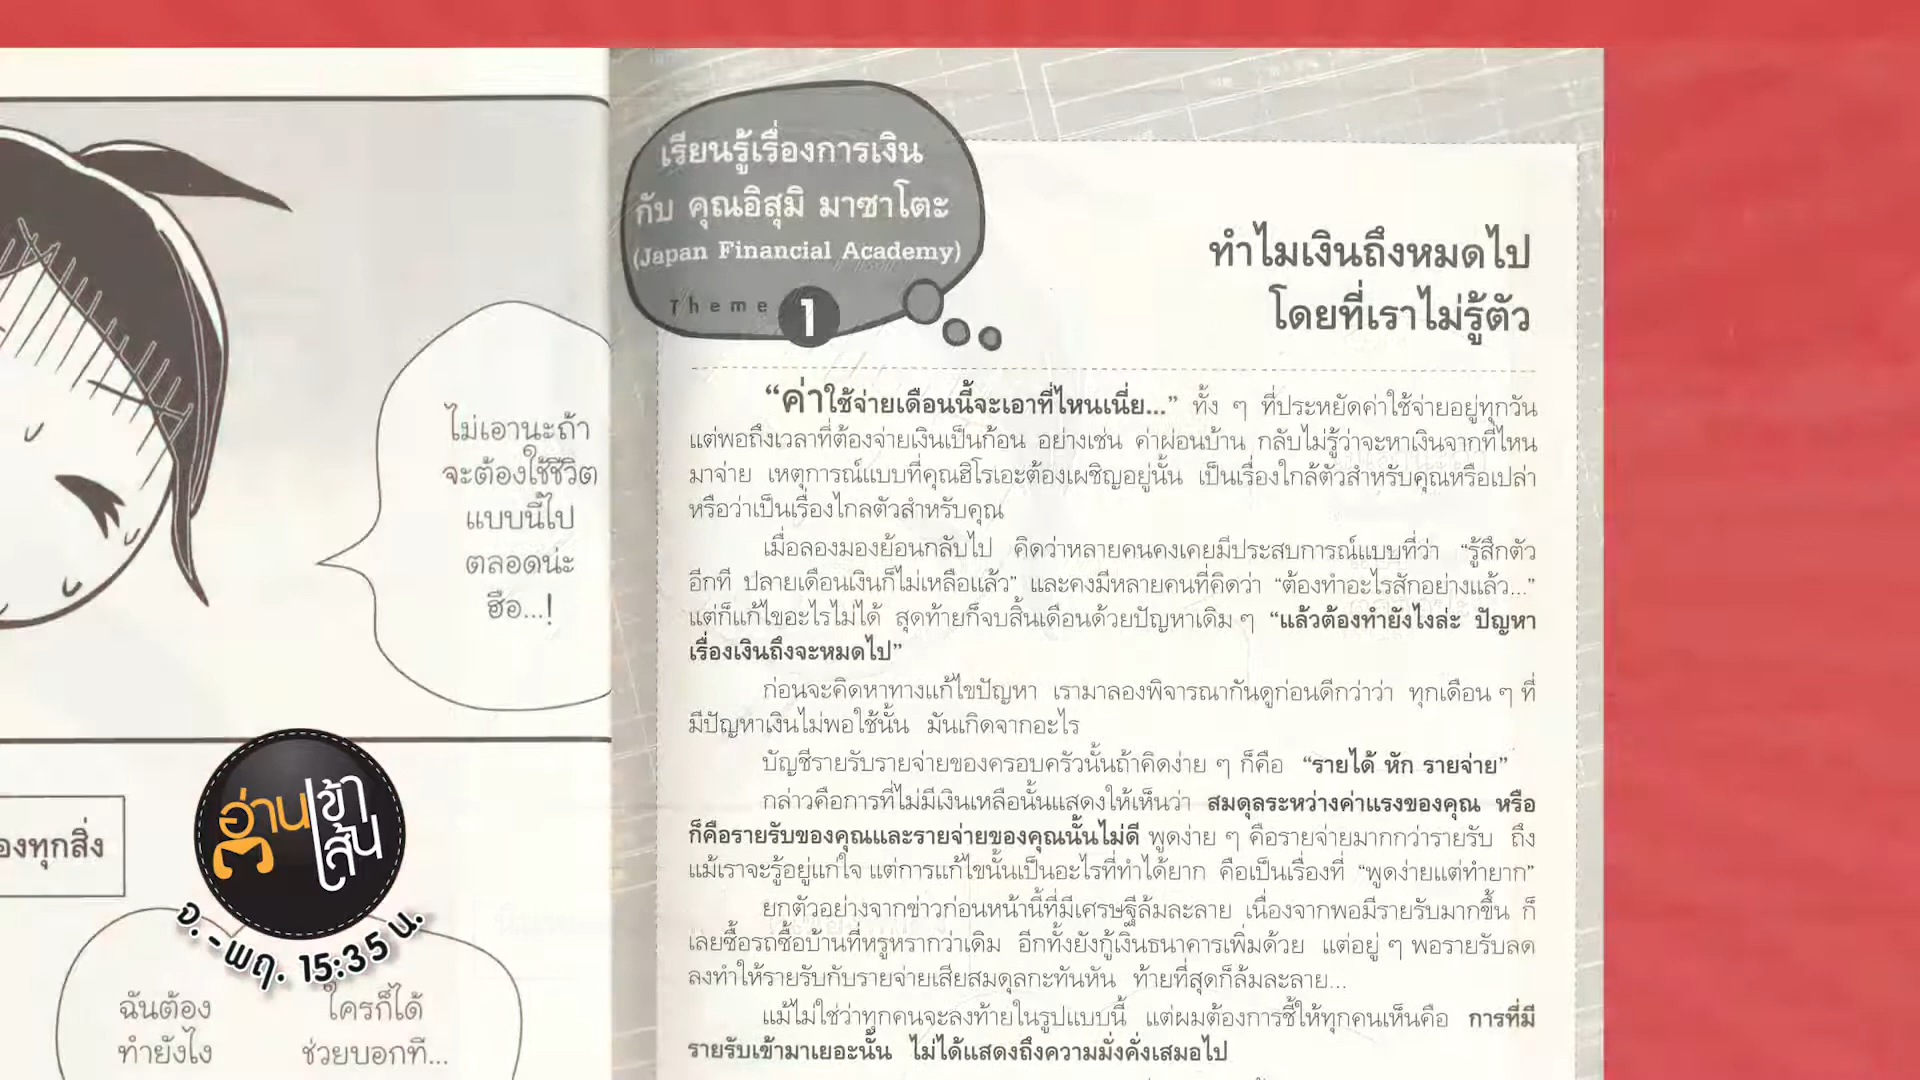 ไม่เอานะถ้า
จะต้องใช้ชีวิต
แบบนี้ไป
ตลอดน่ะ
ฮือ...!
องทุกสิ่ง
อ่าน
เข้า
เส้น
จ. - พฤ. 15:35 น.
ฉันต้อง
ทำยังไง
ใครก็ได้
ช่วยบอกที...
เรียนรู้เรื่องการเงิน
กับ คุณอิสุมิ มาซาโตะ
(Japan Financial Academy)
Theme 1
ทำไมเงินถึงหมดไป
โดยที่เราไม่รู้ตัว
“ค่าใช้จ่ายเดือนนี้จะเอาที่ไหนเนี่ย...” ทั้ง ๆ ที่ประหยัดค่าใช้จ่ายอยู่ทุกวัน
แต่พอถึงเวลาที่ต้องจ่ายเงินเป็นก้อน อย่างเช่น ค่าผ่อนบ้าน กลับไม่รู้ว่าจะหาเงินจากที่ไหน
มาจ่าย เหตุการณ์แบบที่คุณฮิโรเอะต้องเผชิญอยู่นั้น เป็นเรื่องใกล้ตัวสำหรับคุณหรือเปล่า
หรือว่าเป็นเรื่องไกลตัวสำหรับคุณ
เมื่อลองมองย้อนกลับไป คิดว่าหลายคนคงเคยมีประสบการณ์แบบที่ว่า “รู้สึกตัว
อีกที ปลายเดือนเงินก็ไม่เหลือแล้ว” และคงมีหลายคนที่คิดว่า “ต้องทำอะไรสักอย่างแล้ว...”
แต่ก็แก้ไขอะไรไม่ได้ สุดท้ายก็จบสิ้นเดือนด้วยปัญหาเดิม ๆ “แล้วต้องทำยังไงล่ะ ปัญหา
เรื่องเงินถึงจะหมดไป”
ก่อนจะคิดหาทางแก้ไขปัญหา เรามาลองพิจารณากันดูก่อนดีกว่าว่า ทุกเดือน ๆ ที่
มีปัญหาเงินไม่พอใช้นั้น มันเกิดจากอะไร
บัญชีรายรับรายจ่ายของครอบครัวนั้นถ้าคิดง่าย ๆ ก็คือ “รายได้ หัก รายจ่าย”
กล่าวคือการที่ไม่มีเงินเหลือนั้นแสดงให้เห็นว่า สมดุลระหว่างค่าแรงของคุณ หรือ
ก็คือรายรับของคุณและรายจ่ายของคุณนั้นไม่ดี พูดง่าย ๆ คือรายจ่ายมากกว่ารายรับ ถึง
แม้เราจะรู้อยู่แก่ใจ แต่การแก้ไขนั้นเป็นอะไรที่ทำได้ยาก คือเป็นเรื่องที่ “พูดง่ายแต่ทำยาก”
ยกตัวอย่างจากข่าวก่อนหน้านี้ที่มีเศรษฐีล้มละลาย เนื่องจากพอมีรายรับมากขึ้น ก็
เลยซื้อรถซื้อบ้านที่หรูหรากว่าเดิม อีกทั้งยังกู้เงินธนาคารเพิ่มด้วย แต่อยู่ ๆ พอรายรับลด
ลงทำให้รายรับกับรายจ่ายเสียสมดุลกะทันหัน ท้ายที่สุดก็ล้มละลาย...
แม้ไม่ใช่ว่าทุกคนจะลงท้ายในรูปแบบนี้ แต่ผมต้องการชี้ให้ทุกคนเห็นคือ การที่มี
รายรับเข้ามาเยอะนั้น ไม่ได้แสดงถึงความมั่งคั่งเสมอไป